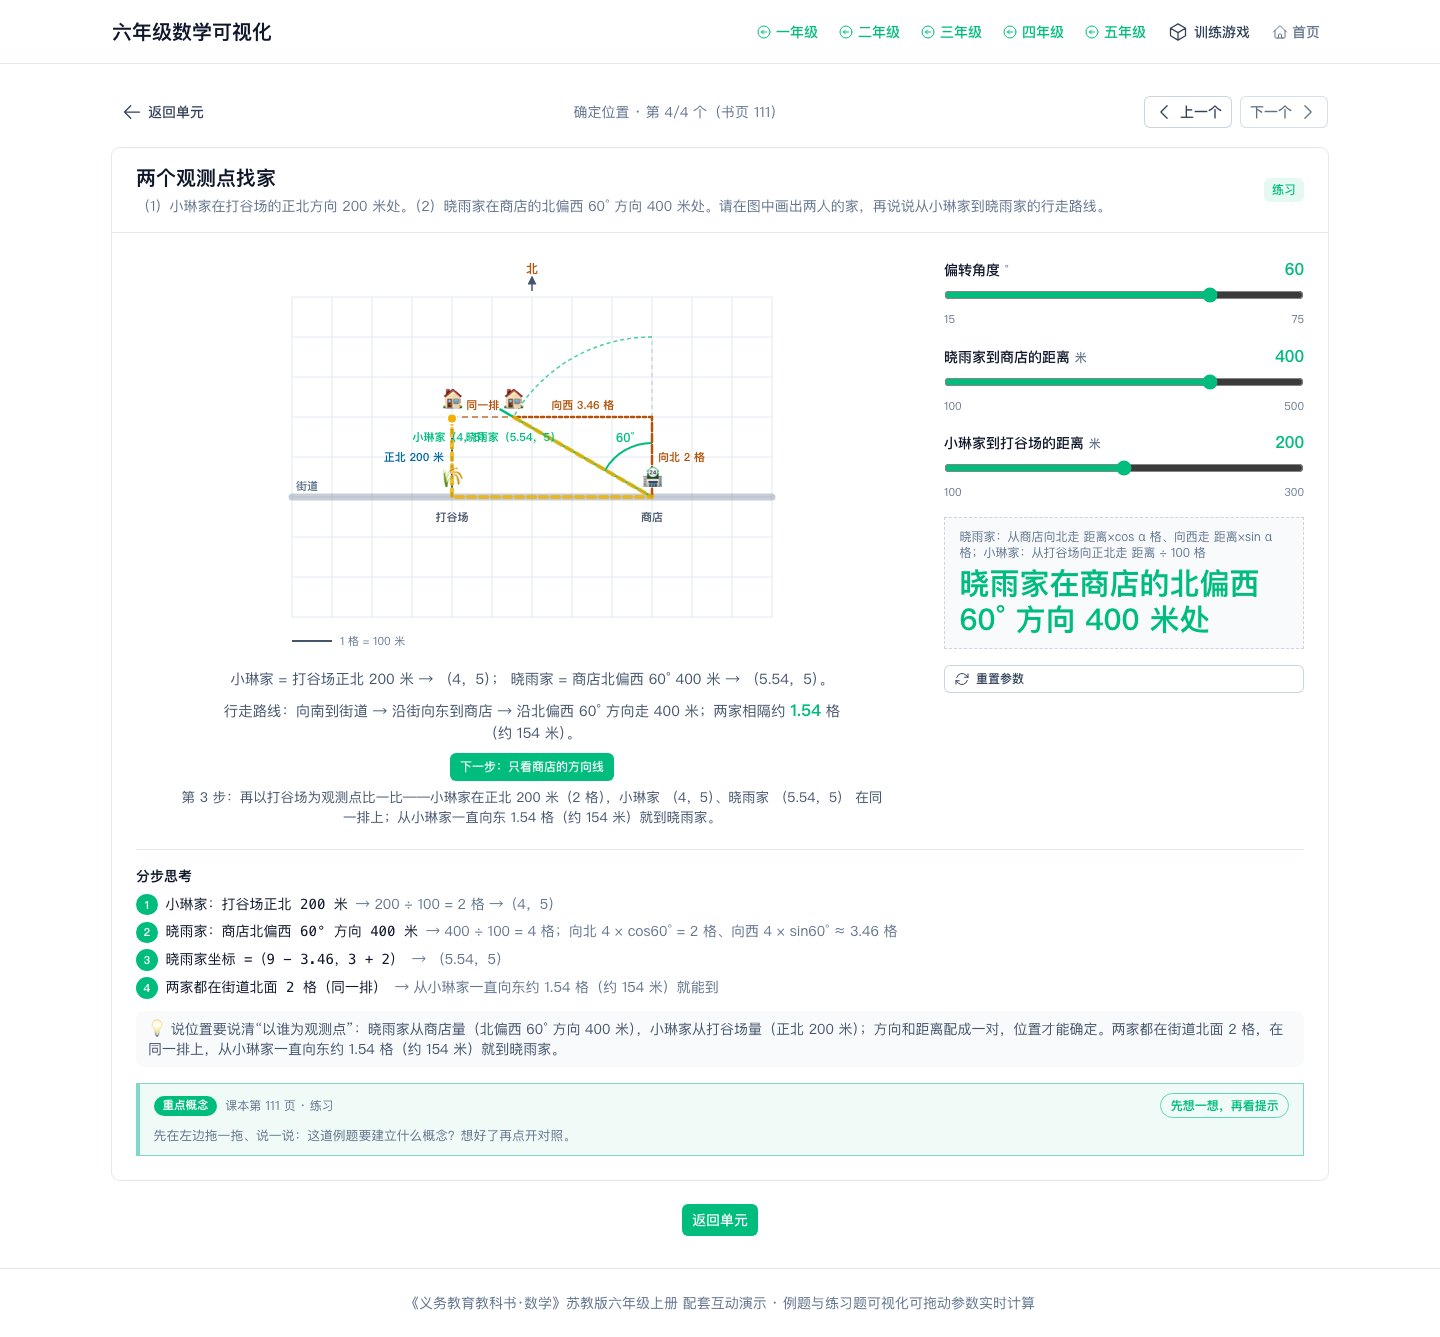 六年级数学可视化
一年级 二年级 三年级 四年级 五年级 训练游戏 首页
返回单元
确定位置 · 第 4/4 个（书页 111）
上一个 下一个
两个观测点找家
（1）小琳家在打谷场的正北方向 200 米处。（2）晓雨家在商店的北偏西 60° 方向 400 米处。请在图中画出两人的家，再说说从小琳家到晓雨家的行走路线。
练习
北
同一排 向西 3.46 格
小琳家（4，5） 晓雨家（5.54，5） 60°
正北 200 米 向北 2 格
24
街道
打谷场 商店
1 格 = 100 米
小琳家 = 打谷场正北 200 米 → （4，5）； 晓雨家 = 商店北偏西 60° 400 米 → （5.54，5）。
行走路线：向南到街道 → 沿街向东到商店 → 沿北偏西 60° 方向走 400 米；两家相隔约 1.54 格
（约 154 米）。
下一步：只看商店的方向线
第 3 步：再以打谷场为观测点比一比——小琳家在正北 200 米（2 格），小琳家 （4，5）、晓雨家 （5.54，5） 在同
一排上；从小琳家一直向东 1.54 格（约 154 米）就到晓雨家。
偏转角度 ° 60
15 75
晓雨家到商店的距离 米 400
100 500
小琳家到打谷场的距离 米 200
100 300
晓雨家：从商店向北走 距离×cos α 格、向西走 距离×sin α
格；小琳家：从打谷场向正北走 距离 ÷ 100 格
晓雨家在商店的北偏西
60° 方向 400 米处
重置参数
分步思考
1 小琳家：打谷场正北 200 米 → 200 ÷ 100 = 2 格 →（4，5）
2 晓雨家：商店北偏西 60° 方向 400 米 → 400 ÷ 100 = 4 格；向北 4 × cos60° = 2 格、向西 4 × sin60° ≈ 3.46 格
3 晓雨家坐标 =（9 − 3.46，3 + 2） → （5.54，5）
4 两家都在街道北面 2 格（同一排） → 从小琳家一直向东约 1.54 格（约 154 米）就能到
说位置要说清“以谁为观测点”：晓雨家从商店量（北偏西 60° 方向 400 米），小琳家从打谷场量（正北 200 米）；方向和距离配成一对，位置才能确定。两家都在街道北面 2 格，在
同一排上，从小琳家一直向东约 1.54 格（约 154 米）就到晓雨家。
重点概念 课本第 111 页 · 练习
先想一想，再看提示
先在左边拖一拖、说一说：这道例题要建立什么概念？想好了再点开对照。
返回单元
《义务教育教科书·数学》苏教版六年级上册 配套互动演示 · 例题与练习题可视化可拖动参数实时计算